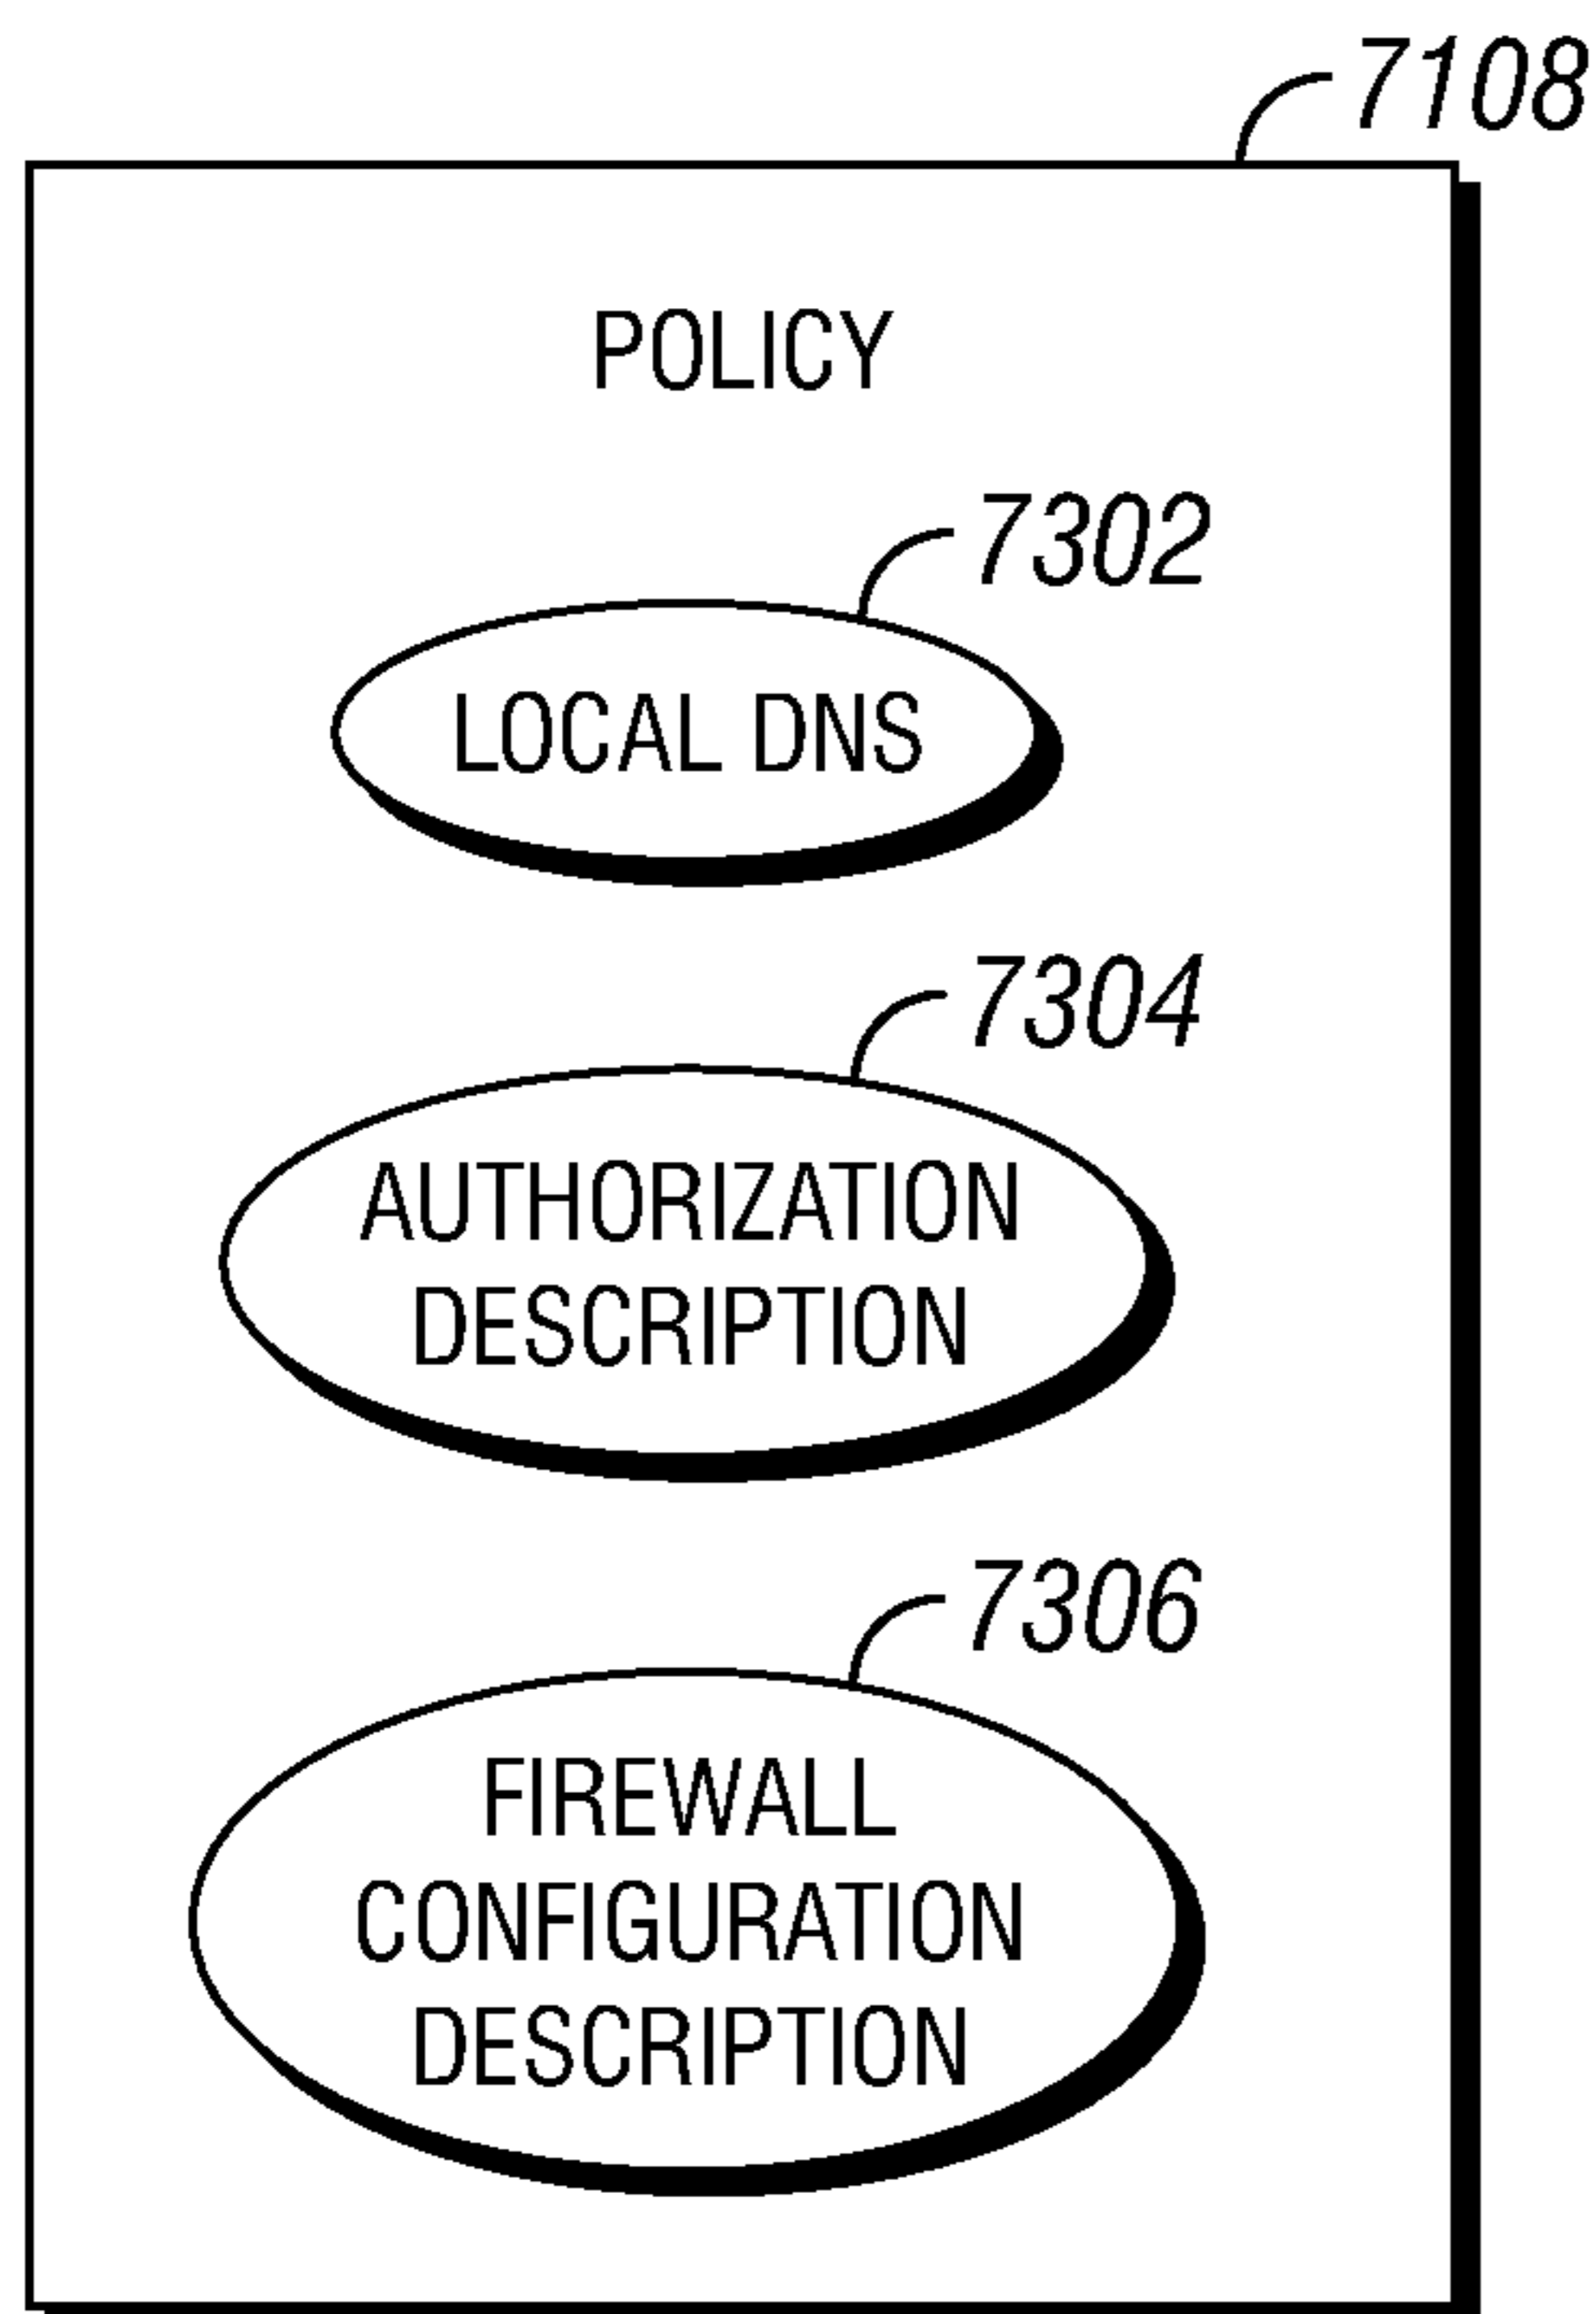 7108
POLICY
7302
LOCAL DNS
7304
AUTHORIZATION
DESCRIPTION
7306
FIREWALL
CONFIGURATION
DESCRIPTION